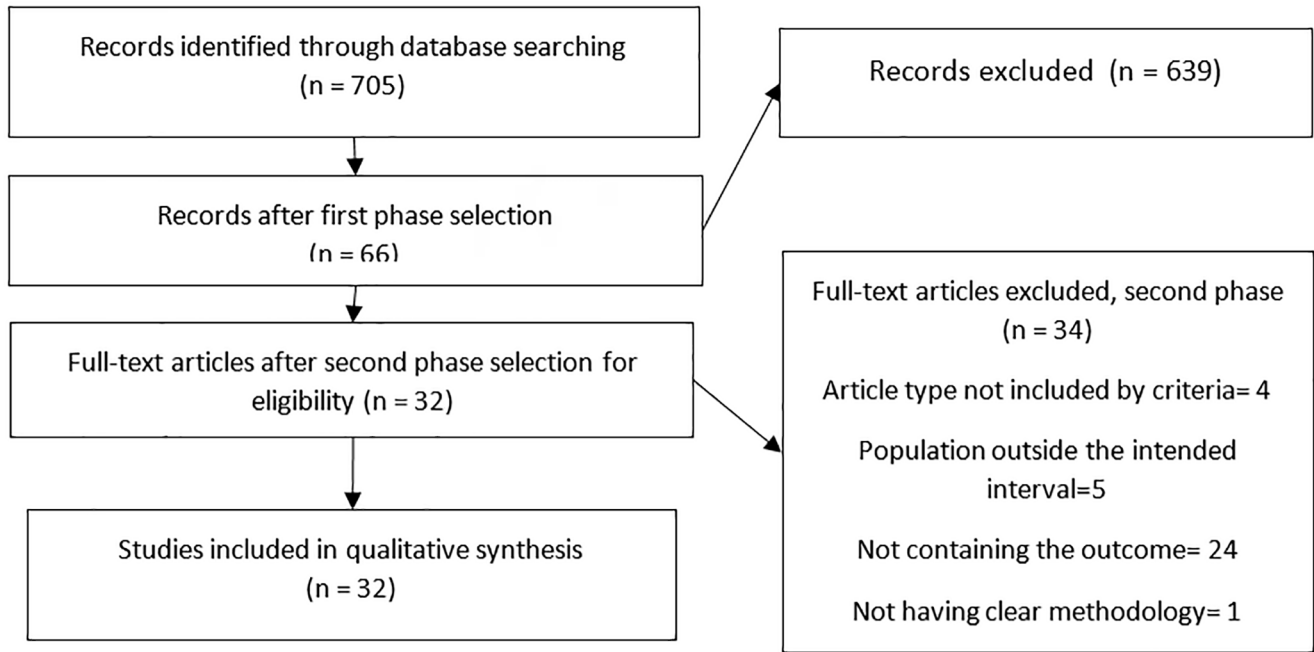 Records identified through database searching
(n = 705)
Records excluded (n = 639)
Records after first phase selection
(n = 66)
Full-text articles after second phase selection for
eligibility (n = 32)
Full-text articles excluded, second phase
(n = 34)
Article type not included by criteria= 4
Population outside the intended
interval=5
Not containing the outcome= 24
Not having clear methodology= 1
Studies included in qualitative synthesis
(n = 32)